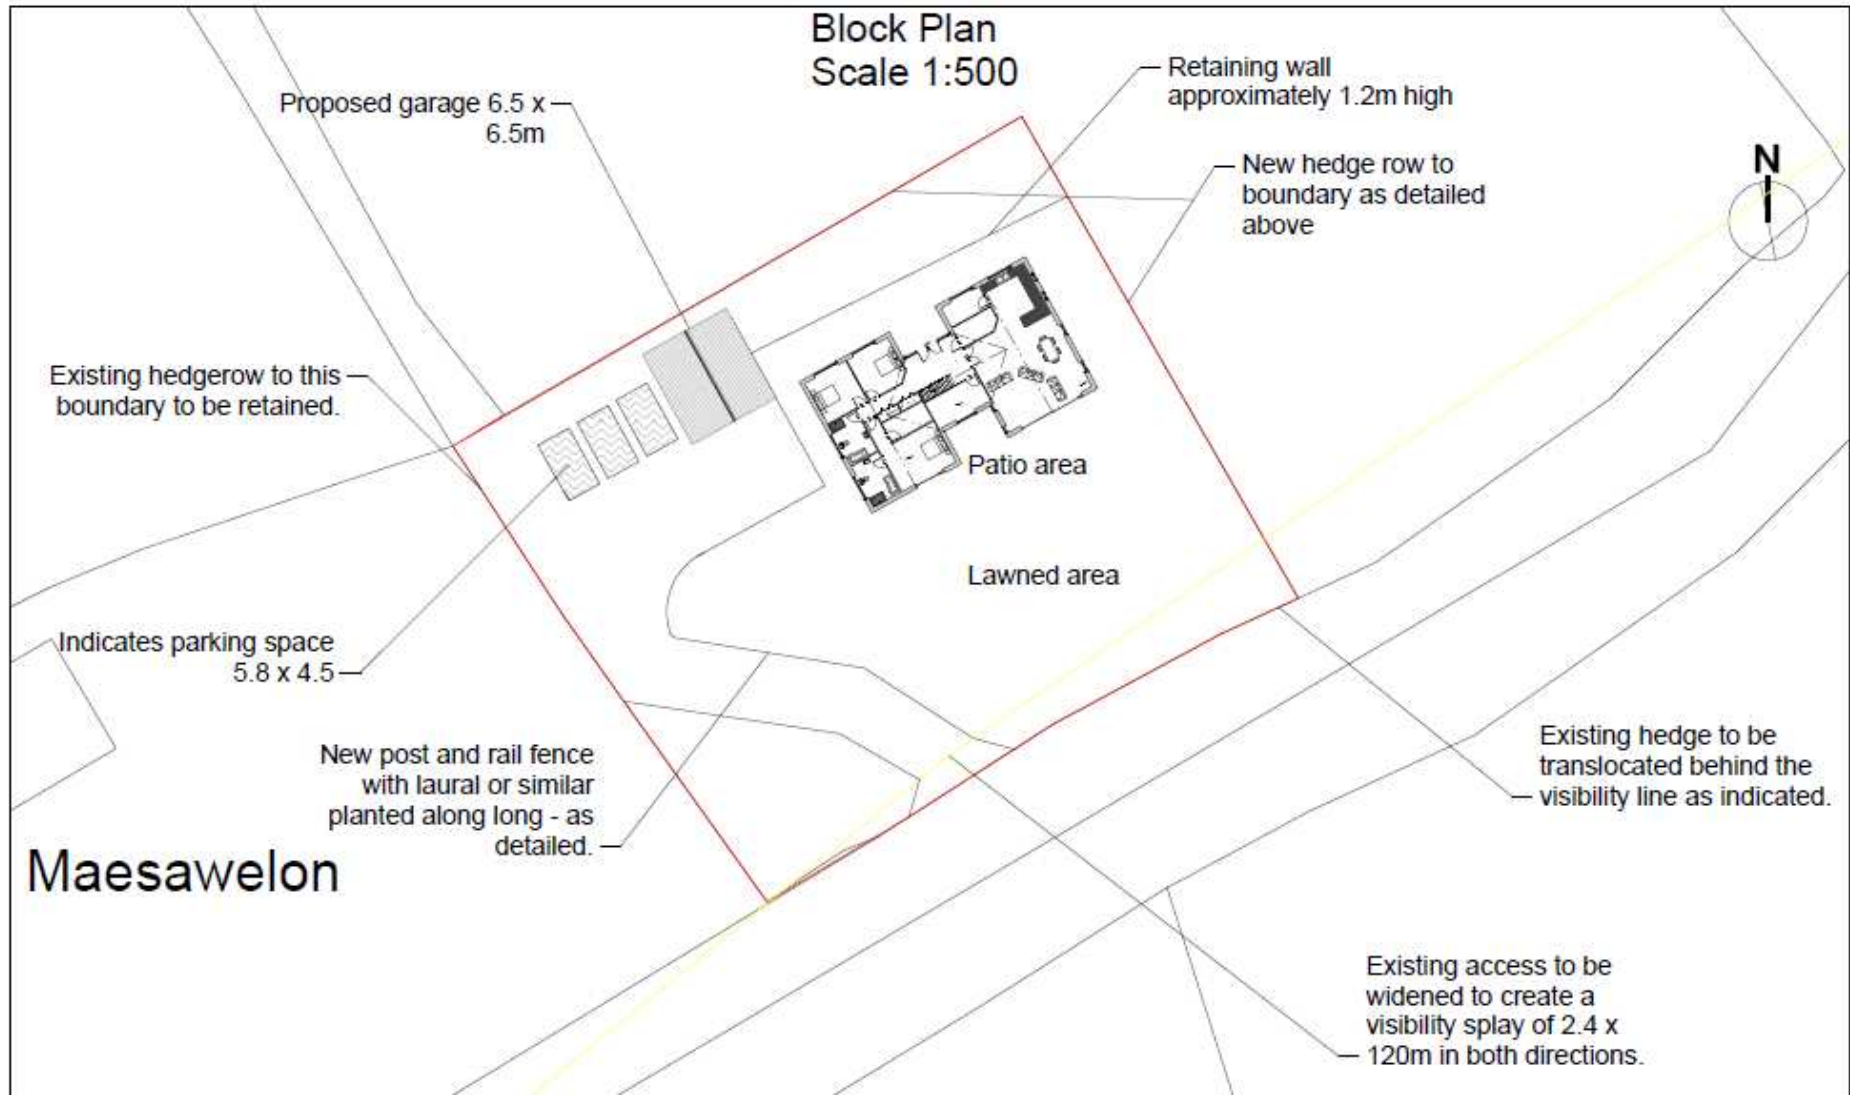 Block Plan
Scale 1:500
Retaining wall
approximately 1.2m high
Proposed garage 6.5 x
6.5m
New hedge row to
boundary as detailed
above
N
Existing hedgerow to this
boundary to be retained.
Patio area
Lawned area
Indicates parking space
5.8 x 4.5
New post and rail fence
with laural or similar
planted along long - as
detailed.
Existing hedge to be
translocated behind the
visibility line as indicated.
Maesawelon
Existing access to be
widened to create a
visibility splay of 2.4 x
120m in both directions.